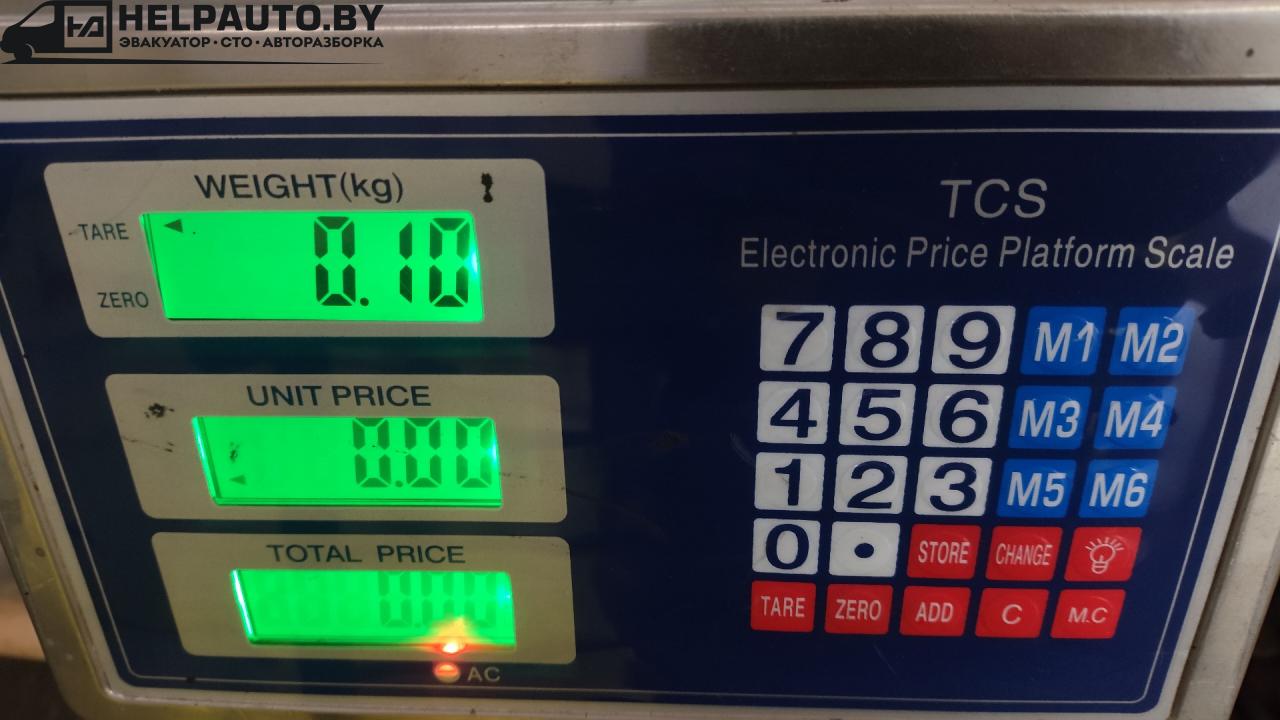 HA HELPAUTO.BY
ЭВАКУАТОР·СТО·АВТОРАЗБОРКА
WEIGHT(kg)
TARE
0.10
ZERO
UNIT PRICE
0.00
TOTAL PRICE
0.00
AC
TCS
Electronic Price Platform Scale
7 8 9 M1 M2
4 5 6 M3 M4
1 2 3 M5 M6
0 . STORE CHANGE
TARE ZERO ADD C M.C